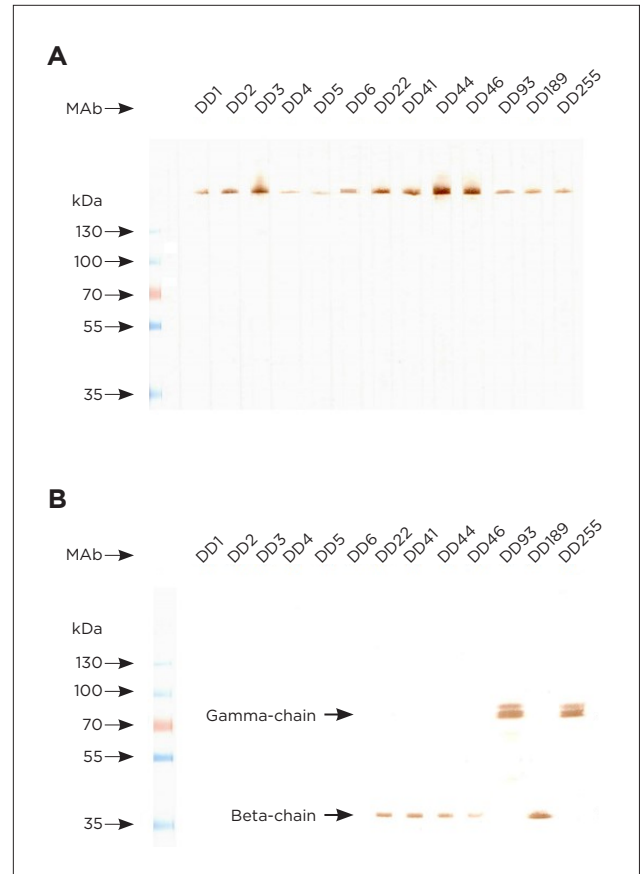 A
MAb
DD1 DD2 DD3 DD4 DD5 DD6 DD22 DD41 DD44 DD46 DD93 DD189 DD255
kDa
130
100
70
55
35
B
MAb
DD1 DD2 DD3 DD4 DD5 DD6 DD22 DD41 DD44 DD46 DD93 DD189 DD255
kDa
130
100
Gamma-chain
70
55
Beta-chain
35